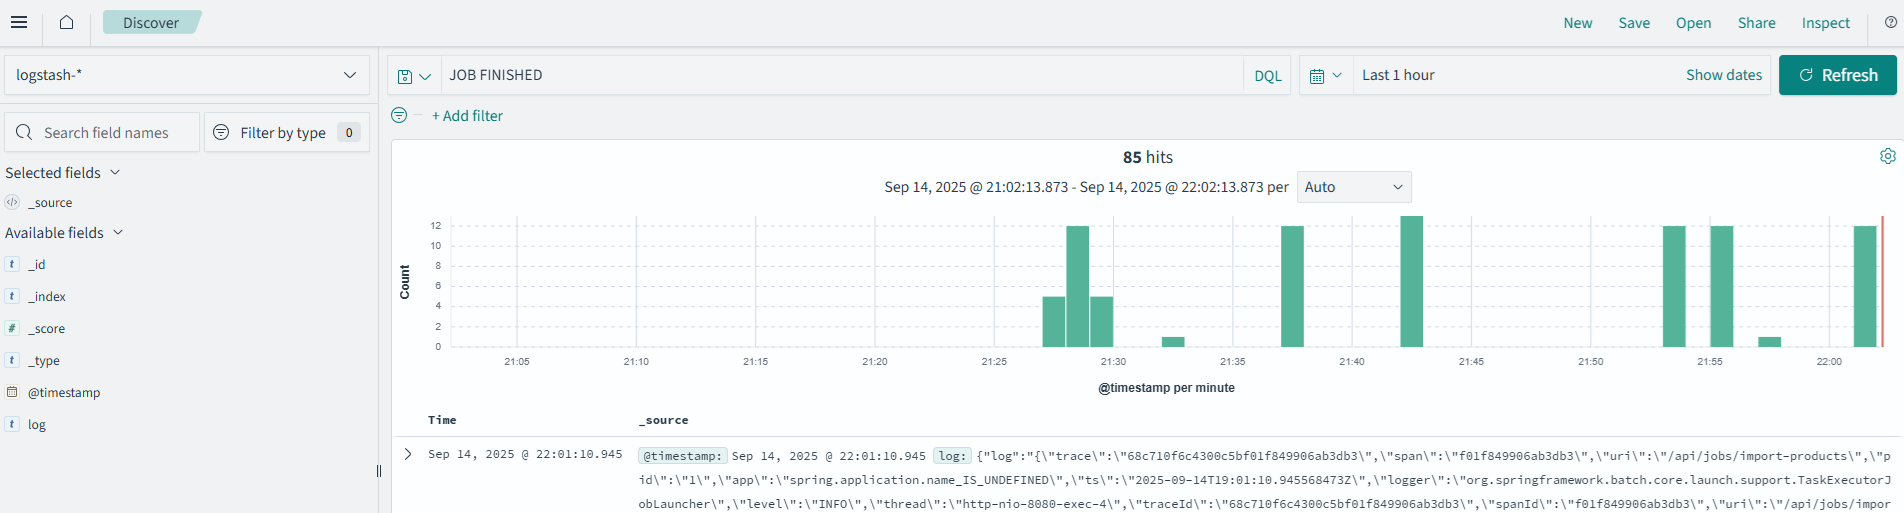 Discover
New Save Open Share Inspect
logstash-*
JOB FINISHED
DQL
Last 1 hour
Show dates
Refresh
+ Add filter
Search field names
Filter by type 0
Selected fields
_source
Available fields
t _id
t _index
# _score
t _type
@timestamp
t log
85 hits
Sep 14, 2025 @ 21:02:13.873 - Sep 14, 2025 @ 22:02:13.873 per Auto
Count
12
10
8
6
4
2
0
21:05 21:10 21:15 21:20 21:25 21:30 21:35 21:40 21:45 21:50 21:55 22:00
@timestamp per minute
Time _source
Sep 14, 2025 @ 22:01:10.945 @timestamp: Sep 14, 2025 @ 22:01:10.945 log: {"log":"{\"trace\":\"68c710f6c4300c5bf01f849906ab3db3\",\"span\":\"f01f849906ab3db3\",\"uri\":\"/api/jobs/import-products\",\"p
id\":\"1\",\"app\":\"spring.application.name_IS_UNDEFINED\",\"ts\":\"2025-09-14T19:01:10.945568473Z\",\"logger\":\"org.springframework.batch.core.launch.support.TaskExecutorJ
obLauncher\",\"level\":\"INFO\",\"thread\":\"http-nio-8080-exec-4\",\"traceId\":\"68c710f6c4300c5bf01f849906ab3db3\",\"spanId\":\"f01f849906ab3db3\",\"uri\":\"/api/jobs/impor